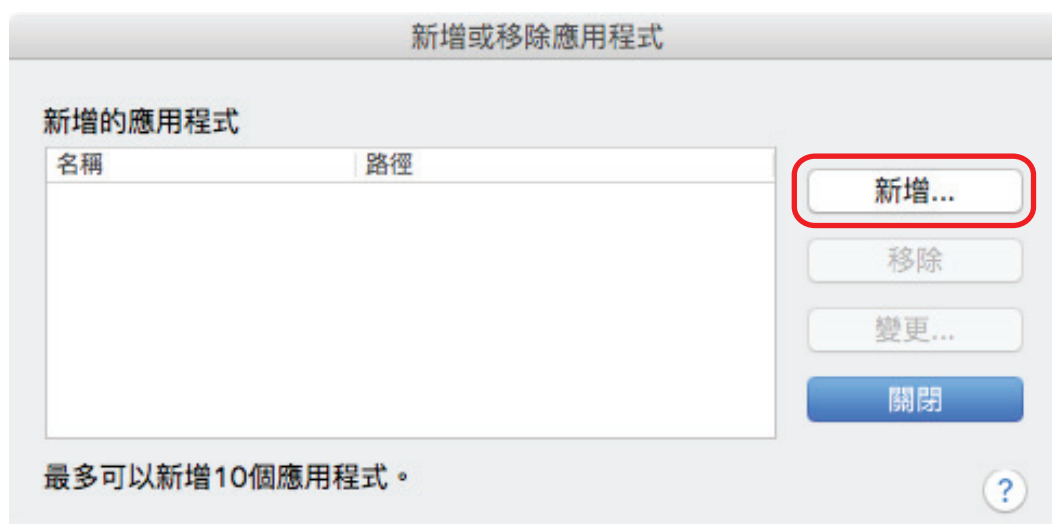 新增或移除應用程式
新增的應用程式
名稱 路徑
新增...
移除
變更...
關閉
最多可以新增10個應用程式。
?